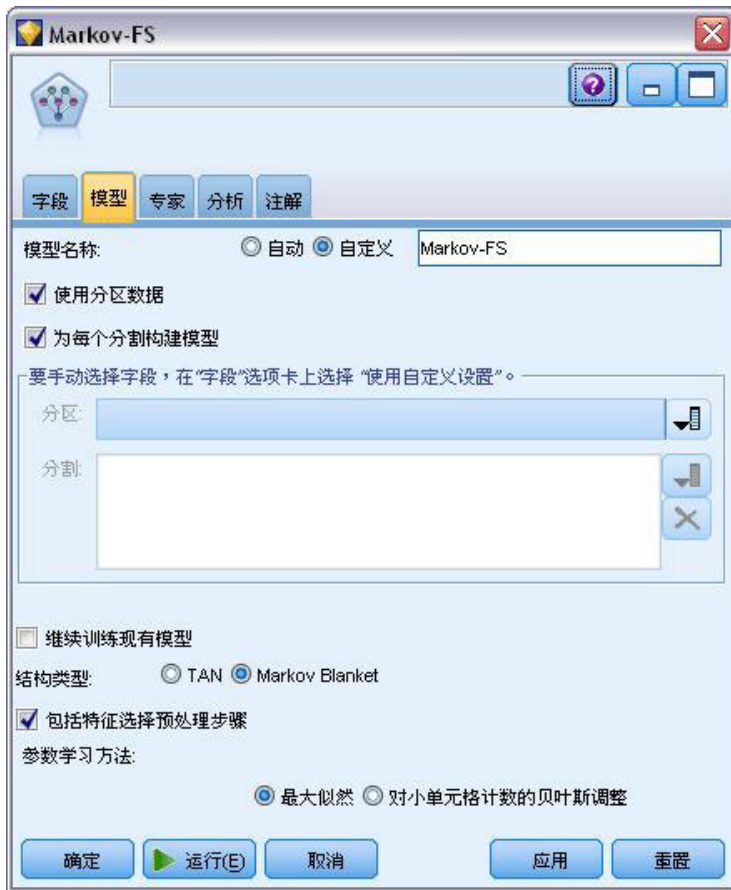 Markov-FS
字段 模型 专家 分析 注解
模型名称: 自动 自定义 Markov-FS
使用分区数据
为每个分割构建模型
要手动选择字段，在“字段”选项卡上选择 “使用自定义设置”。
分区:
分割:
继续训练现有模型
结构类型: TAN Markov Blanket
包括特征选择预处理步骤
参数学习方法:
最大似然 对小单元格计数的贝叶斯调整
确定 运行(E) 取消 应用 重置